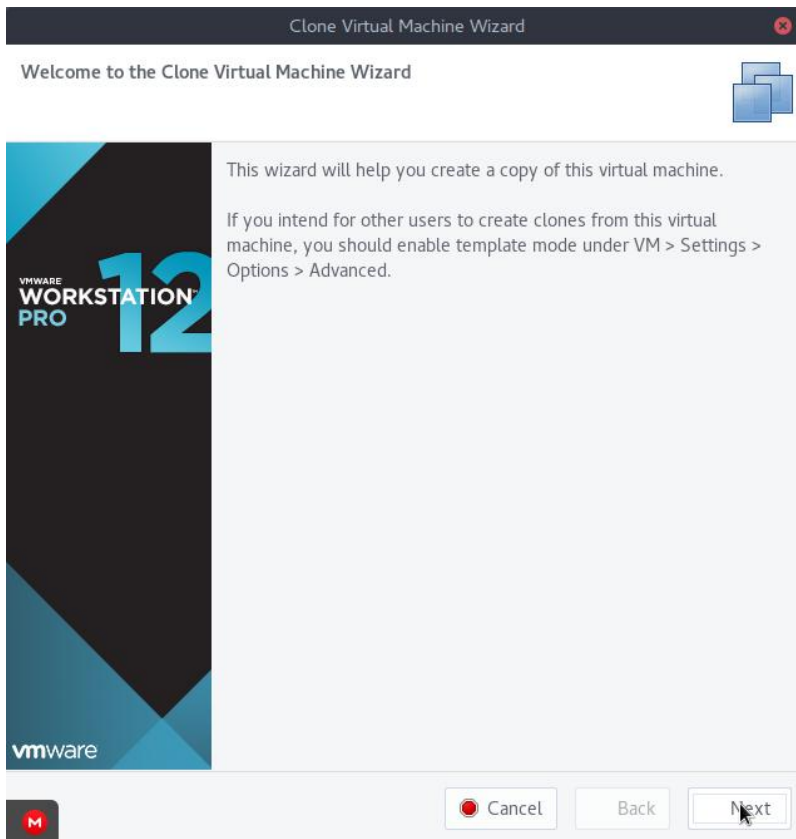 Clone Virtual Machine Wizard
Welcome to the Clone Virtual Machine Wizard
This wizard will help you create a copy of this virtual machine.
If you intend for other users to create clones from this virtual
machine, you should enable template mode under VM > Settings >
Options > Advanced.
VMWARE
WORKSTATION™ 12
PRO
vmware
M
Cancel
Back
Next